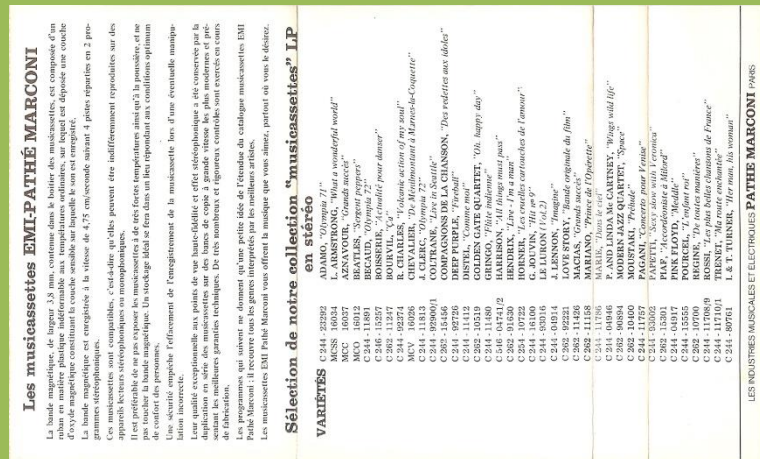 Les musicassettes EMI-PATHÉ MARCONI
La bande magnétique, de largeur 3,8 mm, contenue dans le boitier des musicassettes, est composée d'un
ruban en matière plastique indéformable aux températures ordinaires, sur lequel est déposée une couche
d'oxyde magnétique constituant la couche sensible sur laquelle le son est enregistré.
La bande magnétique est enregistrée à la vitesse de 4,75 cm/seconde suivant 4 pistes réparties en 2 pro-
grammes stéréophoniques.
Ces musicassettes sont compatibles, c'est-à-dire qu'elles peuvent être indifféremment reproduites sur des
appareils lecteurs stéréophoniques ou monophoniques.
Il est préférable de ne pas exposer les musicassettes à de très fortes températures ainsi qu'à la poussière, et ne
pas toucher la bande magnétique. Un stockage idéal se fera dans un lieu répondant aux conditions optimum
de confort des personnes.
Une sécurité empêche l'effacement de l'enregistrement de la musicassette lors d'une éventuelle manipu-
lation incorrecte.
Leur qualité exceptionnelle aux points de vue haute-fidélité et effet stéréophonique a été conservée par la
duplication en série des musicassettes sur des bancs de copie à grande vitesse les plus modernes et pré-
sentant les meilleures garanties techniques. De très nombreux et rigoureux contrôles sont exercés en cours
de fabrication.
Les programmes qui suivent ne donnent qu'une petite idée de l'étendue du catalogue musicassettes EMI
Pathé Marconi : il recouvre tous les genres interprétés par les meilleurs artistes.
Les musicassettes EMI Pathé Marconi vous offrent la musique que vous aimez, partout où vous le désirez.
Sélection de notre collection "musicassettes" LP
en stéréo
VARIÉTÉS
C 244 - 23292 ADAMO, "Olympia 71"
MCSS 16034 L. ARMSTRONG, "What a wonderful world"
MCC 16037 AZNAVOUR, "Grands succès"
MCO 16012 BEATLES, "Sergent peppers"
C 244 - 11891 BECAUD, "Olympia 72"
C 246 - 15257 BOISSERIE, "Actualité pour danser"
C 262 - 11247 BOURVIL, "Ça"
C 244 - 92374 R. CHARLES, "Volcanic action of my soul"
MCV 16026 CHEVALIER, "De Ménilmontant à Marnes-la-Coquette"
C 244 - 11813 J. CLERC, "Olympia 72"
C 244 - 92900/1 COLTRANE, "Live in Seattle"
C 262 - 15456 COMPAGNONS DE LA CHANSON, "Des vedettes aux idoles"
C 244 - 92726 DEEP PURPLE, "Fireball"
C 244 - 11412 DISTEL, "Comme moi"
C 262 - 10319 GOLDEN GATE QUARTET, "Oh happy day"
C 244 - 11480 GRINGO, "Flûte indienne"
C 546 - 04741/2 HARRISON, "All things must pass"
C 262 - 91630 HENDRIX, "Live - I'm a man"
C 254 - 16722 HORNER, "Les cruelles cartouches de l'amour"
C 244 - 16100 G. JOUVIN, "Hit no 9"
C 244 - 93016 LE LURON (Vol.2)
C 244 - 04914 J. LENNON, "Imagine"
C 262 - 92221 LOVE STORY, "Bande originale du film"
C 262 - 11426 MACIAS, "Grands succès"
C 262 - 11158 MARIANO, "Prince de l'Opérette"
C 244 - 11786 MARIE,
C 244 - 04946 P. AND LINDA Mc CARTNEY, "Wings wild life"
C 262 - 90894 MODERN JAZZ QUARTET, "Space"
C 262 - 10400 MOUSTAKI, "Prélude"
C 244 - 11757 PAGANI, "Concerto pour Venise"
C 244 - 93002 PAPETTI, "Sexy slow with Veronica"
C 262 - 15301 PIAF, "Accordéoniste à Milord"
C 244 - 04917 PINK FLOYD, "Meddle"
C 244 - 15555 POURCEL, "L'enfant roi"
C 262 - 10700 REGINE, "De toutes manières"
C 244 - 11708/9 ROSSI, "Les plus belles chansons de France"
C 244 - 11710/1 TRENET, "Ma route enchantée"
C 244 - 80761 I. & T. TURNER, "Her man, his woman"
LES INDUSTRIES MUSICALES ET ÉLECTRIQUES PATHE MARCONI PARIS